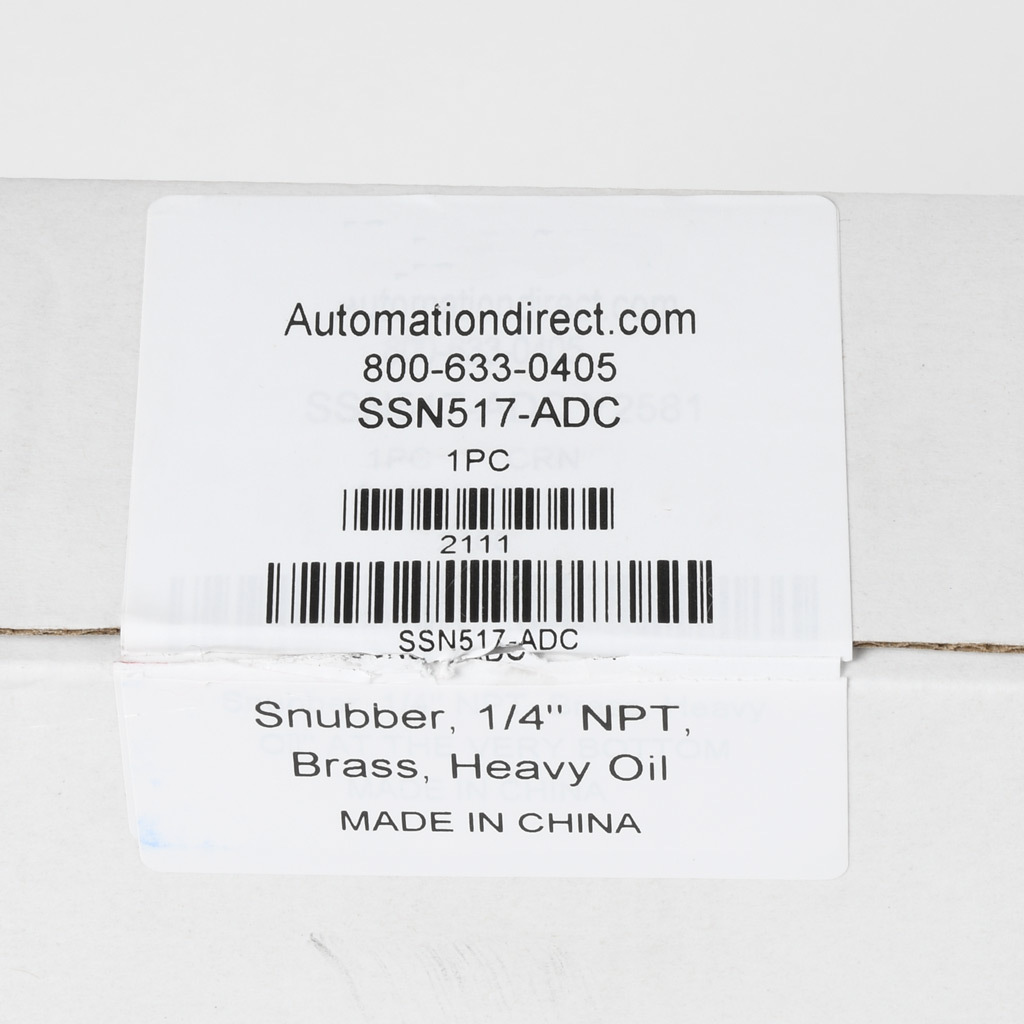 Automationdirect.com
800-633-0405
SSN517-ADC
1PC
2111
SSN517-ADC
Snubber, 1/4" NPT,
Brass, Heavy Oil
MADE IN CHINA